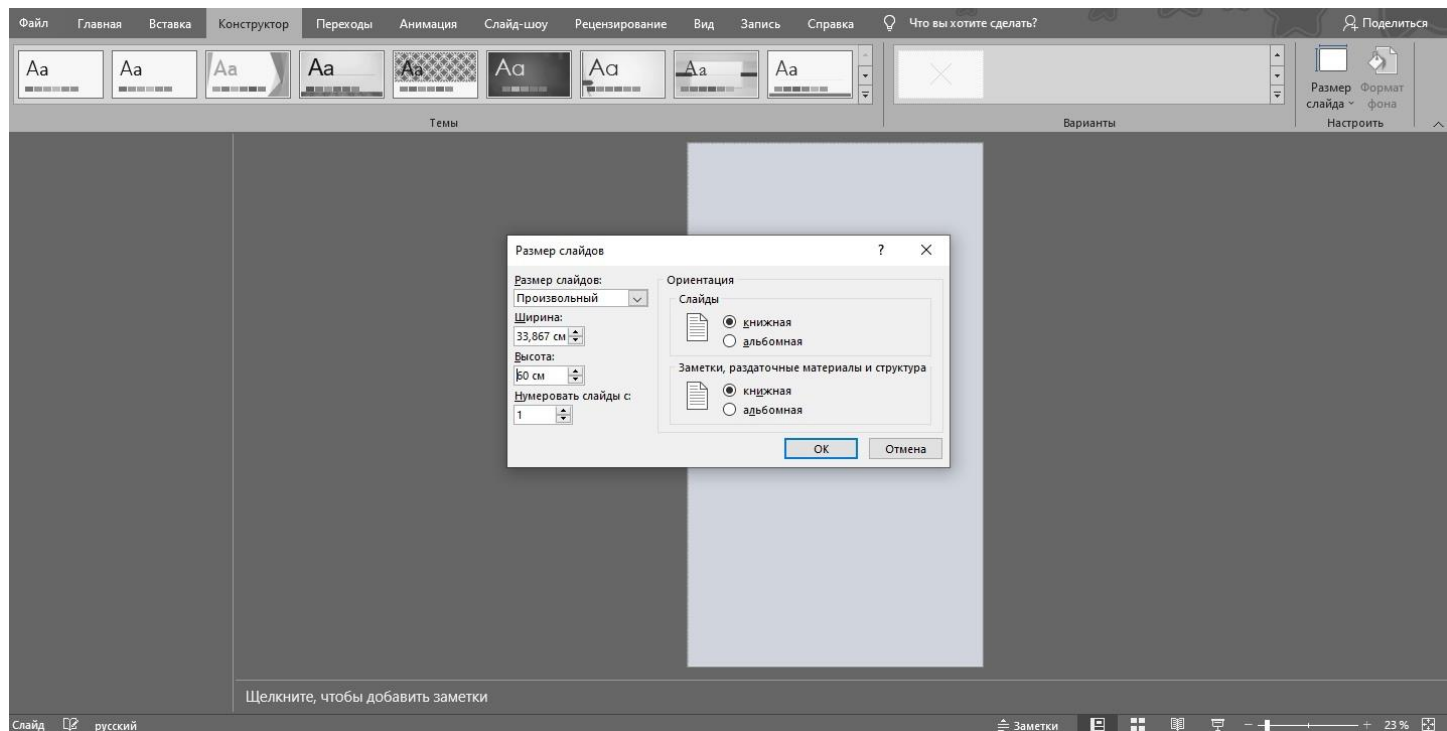 Файл Главная Вставка Конструктор Переходы Анимация Слайд-шоу Рецензирование Вид Запись Справка Что вы хотите сделать? Поделиться
Aa Aa Aa Aa Aa Aa Aa Aa Aa
Размер слайда
Формат фона
Темы Варианты Настроить
Размер слайдов ? ×
Размер слайдов:
Произвольный
Ширина:
33,867 см
Высота:
60 см
Нумеровать слайды с:
1
Ориентация
Слайды
книжная
альбомная
Заметки, раздаточные материалы и структура
книжная
альбомная
ОК Отмена
Щелкните, чтобы добавить заметки
Слайд русский Заметки 23 %